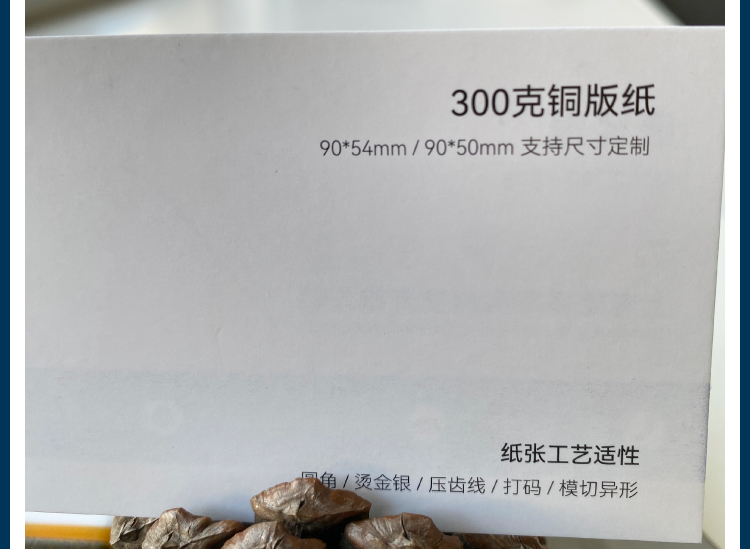 300克铜版纸
90*54mm / 90*50mm 支持尺寸定制
纸张工艺适性
圆角 / 烫金银 / 压齿线 / 打码 / 模切异形